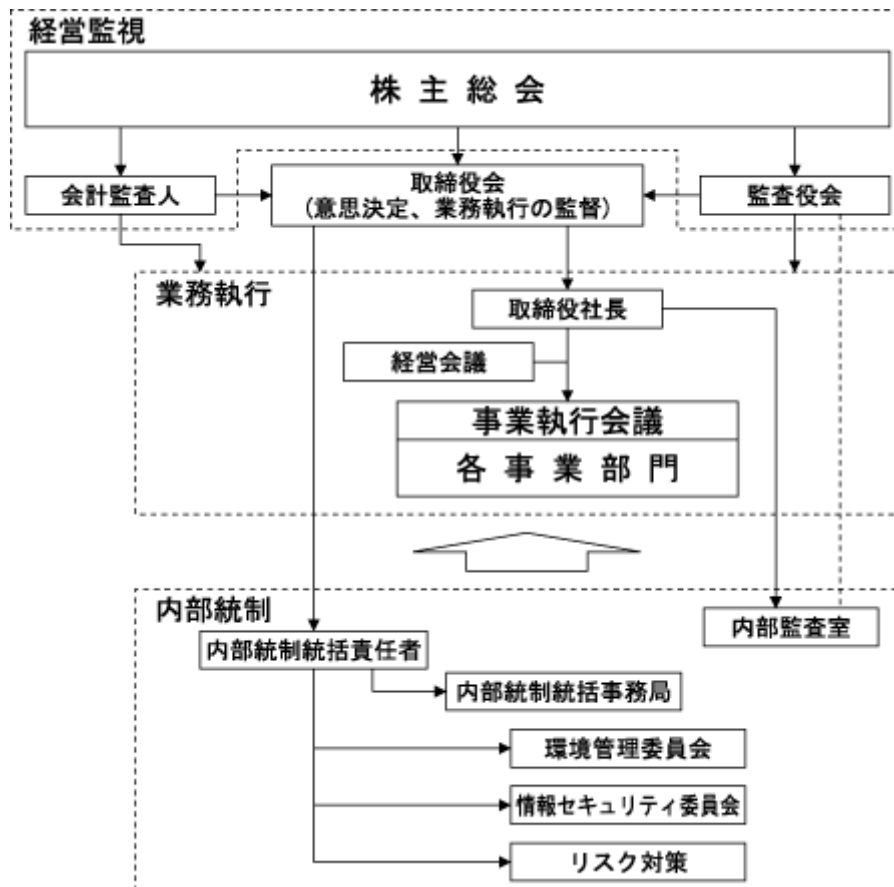 経営監視
株主総会
会計監査人
取締役会
(意思決定、業務執行の監督)
監査役会
業務執行
取締役社長
経営会議
事業執行会議
各事業部門
内部統制
内部監査室
内部統制統括責任者
内部統制統括事務局
環境管理委員会
情報セキュリティ委員会
リスク対策